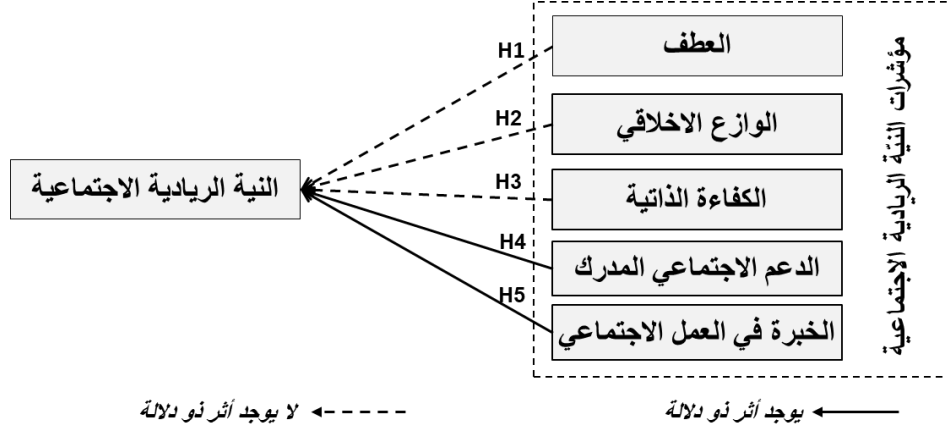 مؤشرات النيّة الريادية الاجتماعية
العطف
H1
الوازع الاخلاقي
H2
الكفاءة الذاتية
H3
الدعم الاجتماعي المدرك
H4
الخبرة في العمل الاجتماعي
H5
النية الريادية الاجتماعية
يوجد أثر ذو دلالة
لا يوجد أثر ذو دلالة